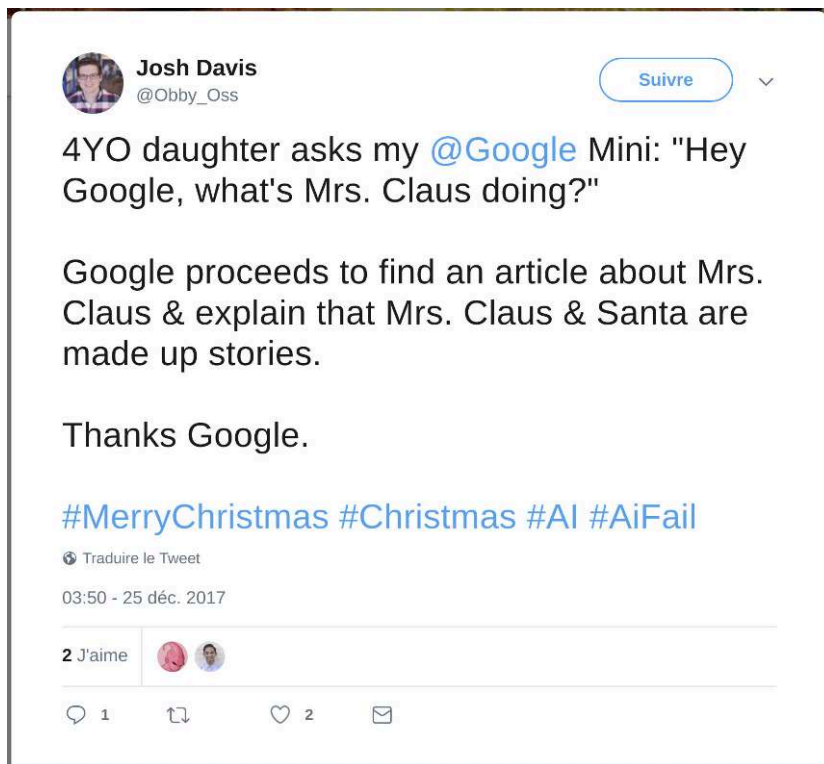 Josh Davis
@Obby_Oss
Suivre
4YO daughter asks my @Google Mini: "Hey
Google, what's Mrs. Claus doing?"
Google proceeds to find an article about Mrs.
Claus & explain that Mrs. Claus & Santa are
made up stories.
Thanks Google.
#MerryChristmas #Christmas #AI #AiFail
Traduire le Tweet
03:50 - 25 déc. 2017
2 J'aime
1 2